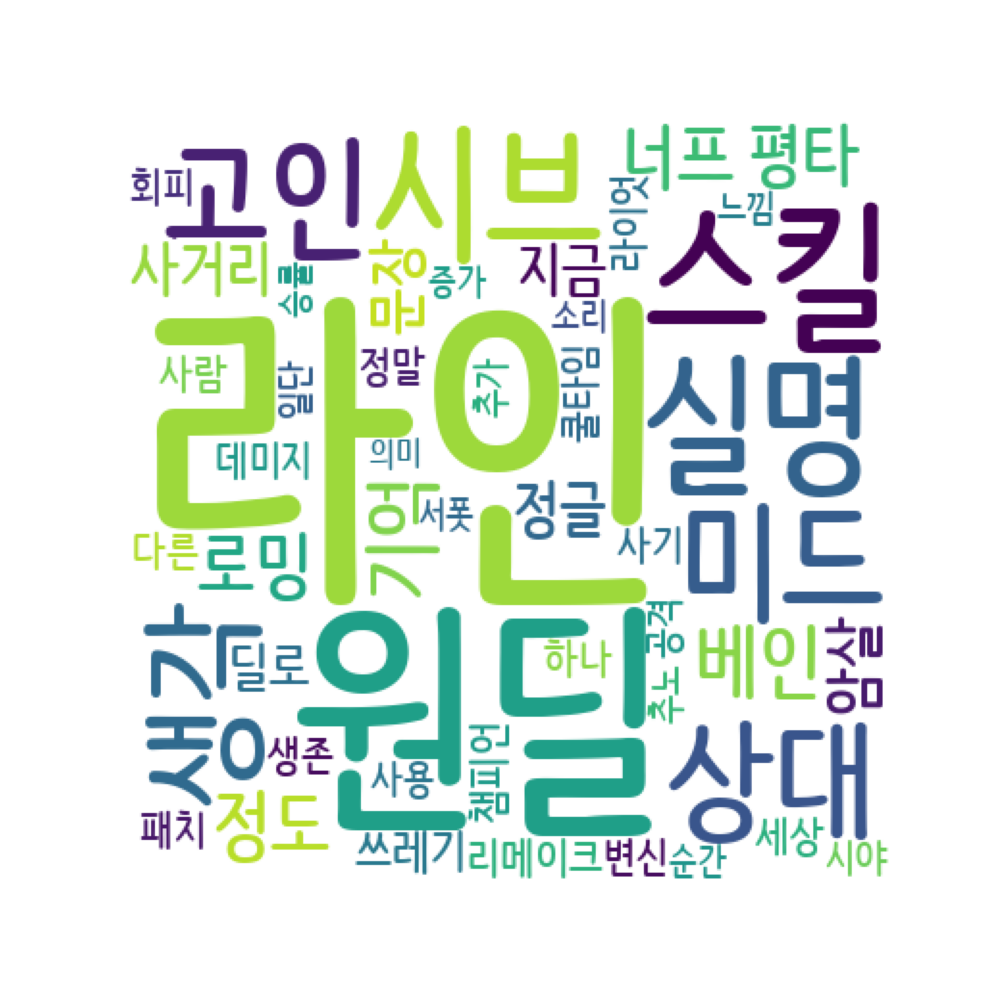 고인
시브
너프 평타
회피
라이엇
느낌
스킬
사거리
승률
문장
증가
지금
소리
라인
사람
일단
정말
추가
쿨타임
실명
데미지
의미
기억
서폿
정글
미드
다른
로밍
사기
생각
딜로
원딜
하나
추노 공격
베인
암살
생존
사용
챔피언
상대
패치
정도
쓰레기
리메이크
변신
순간
세상
시야